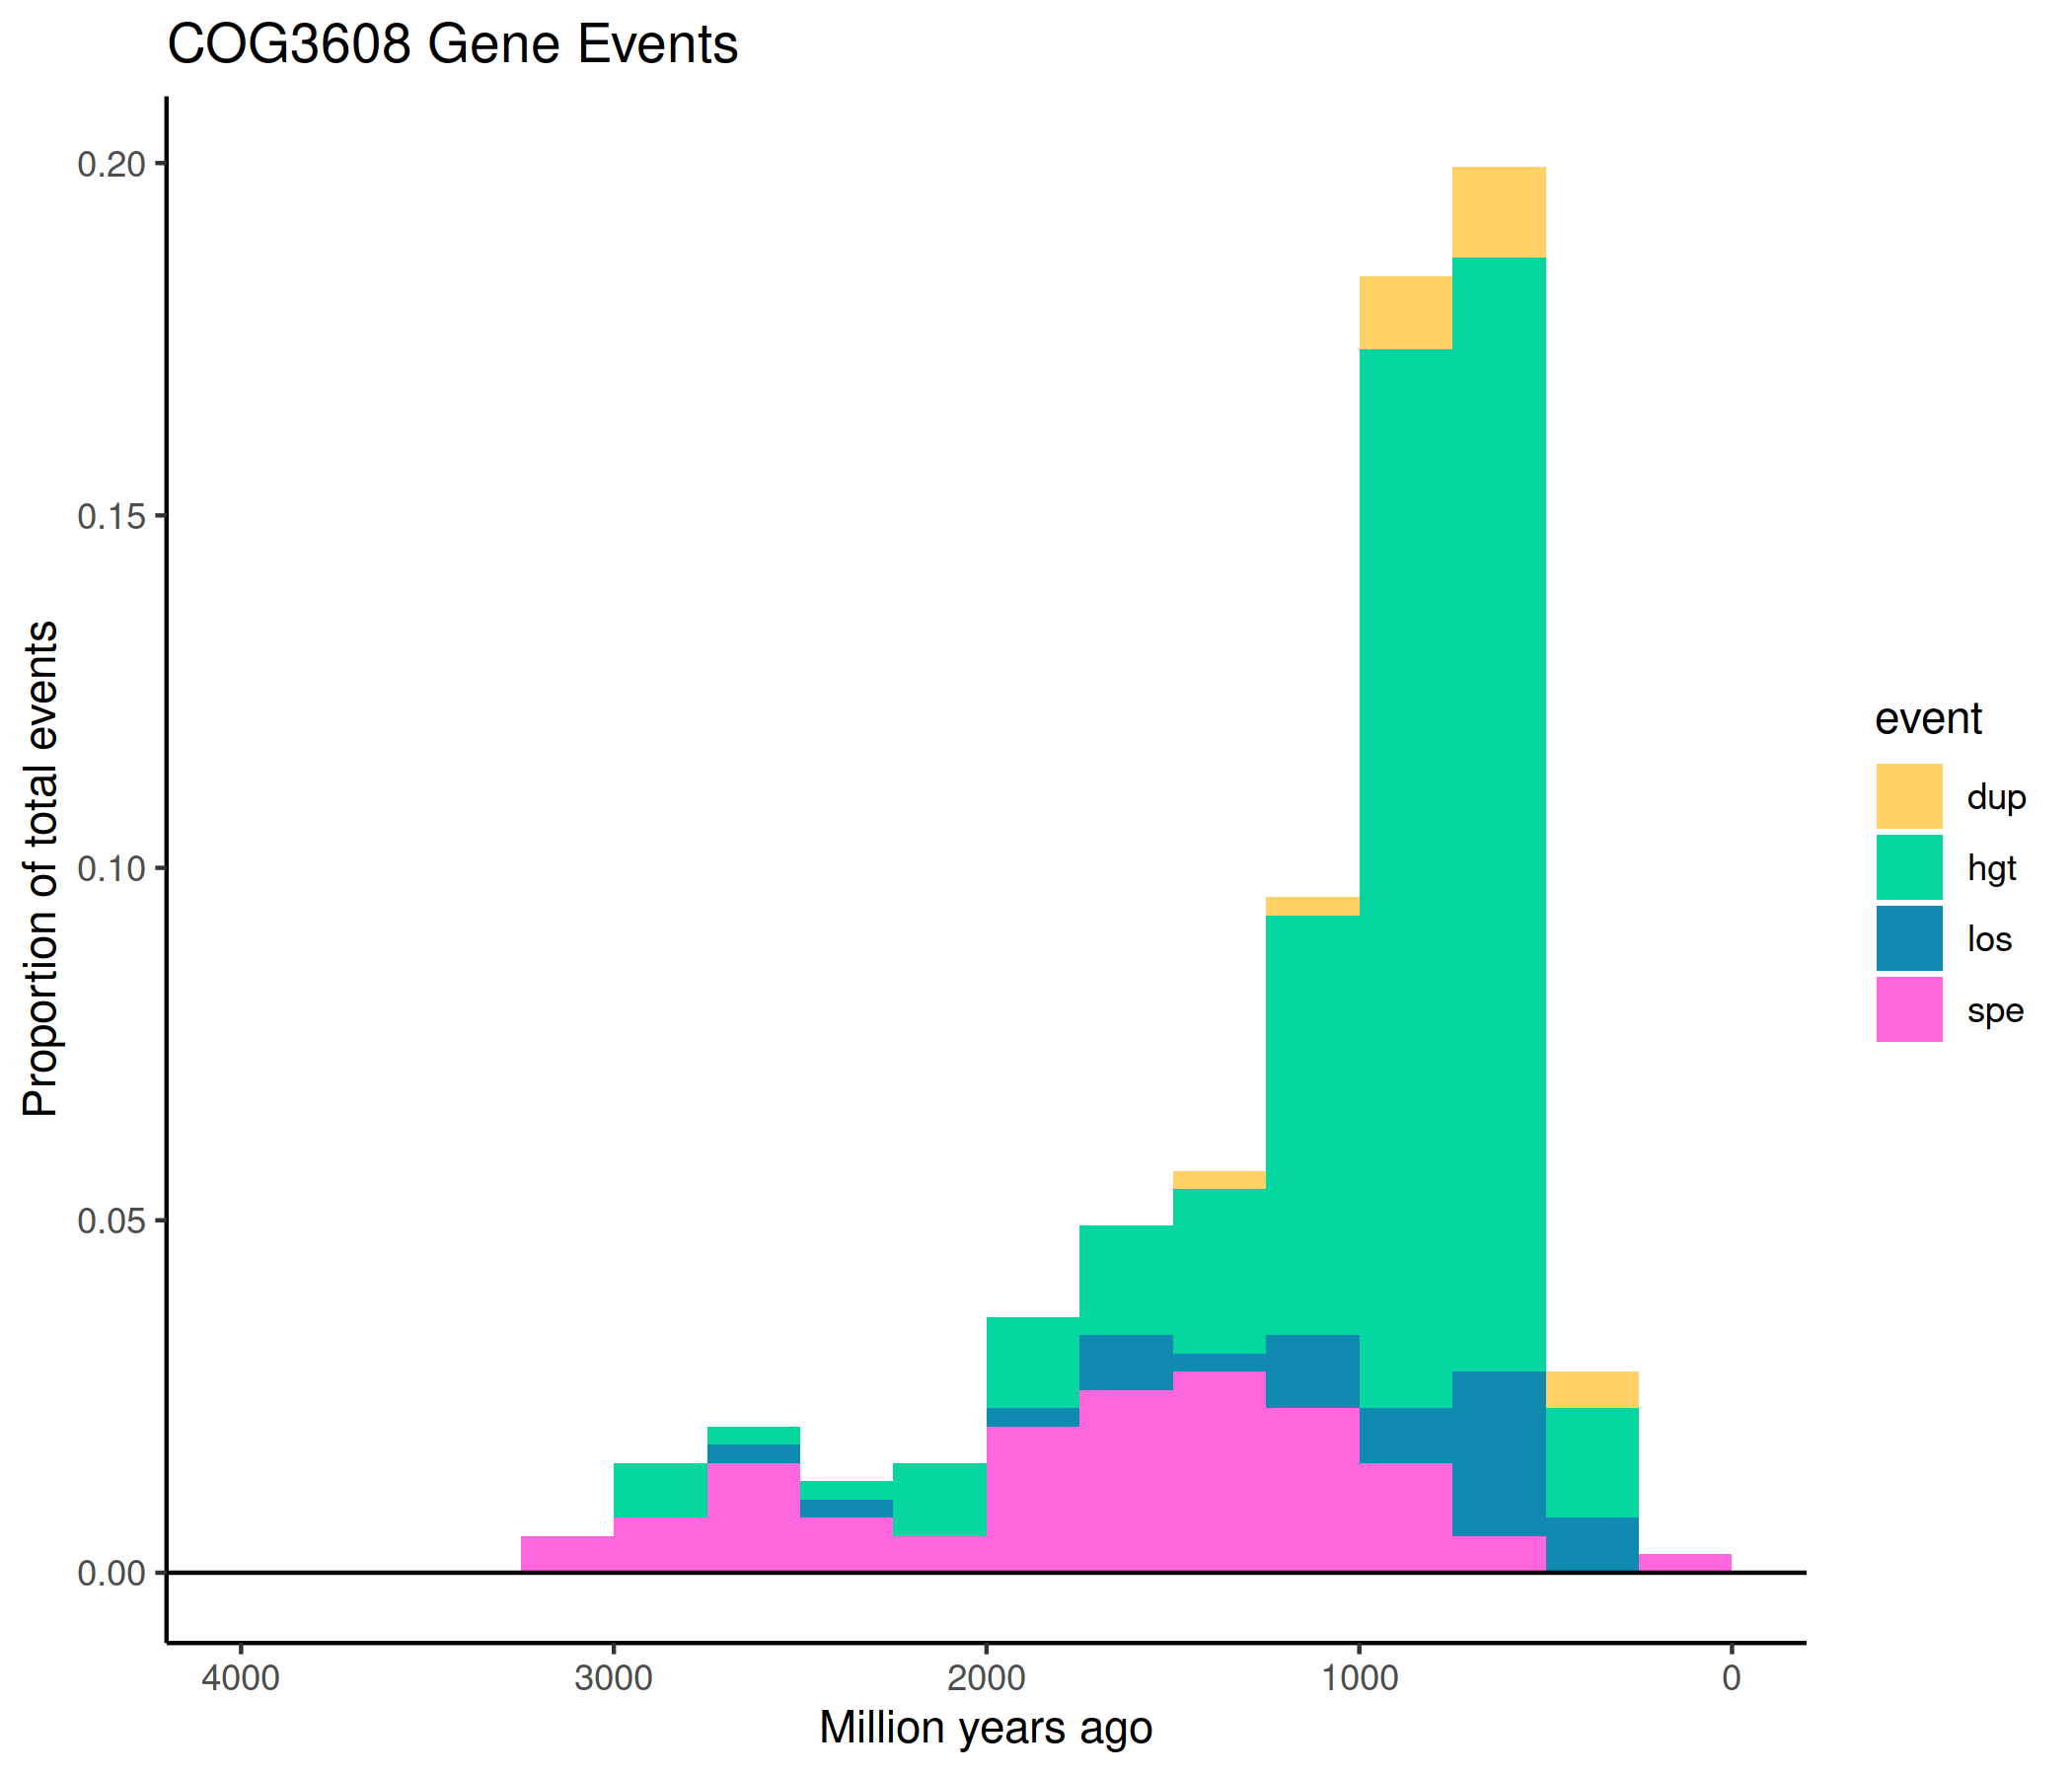 COG3608 Gene Events
Proportion of total events
0.20
0.15
0.10
0.05
0.00
4000 3000 2000 1000 0
Million years ago
event
dup
hgt
los
spe